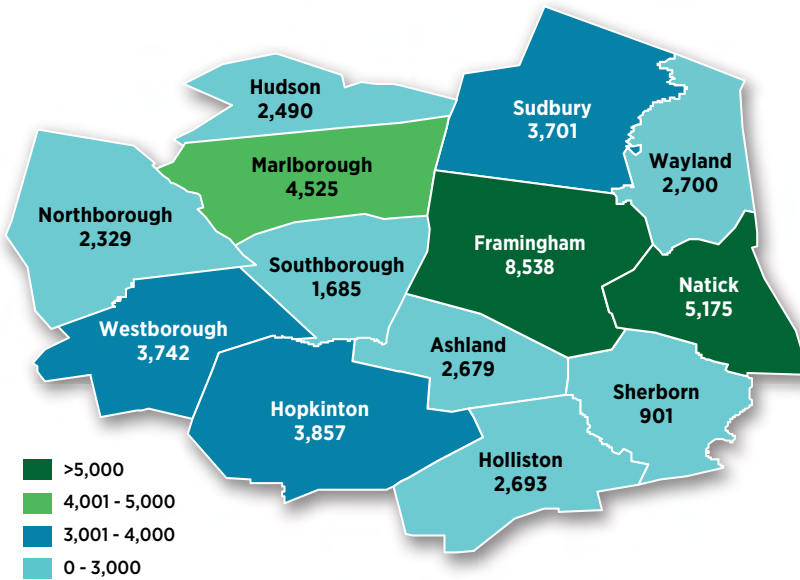 Hudson
2,490
Sudbury
3,701
Marlborough
4,525
Wayland
2,700
Northborough
2,329
Framingham
8,538
Southborough
1,685
Natick
5,175
Westborough
3,742
Ashland
2,679
Sherborn
901
Hopkinton
3,857
Holliston
2,693
>5,000
4,001 - 5,000
3,001 - 4,000
0 - 3,000